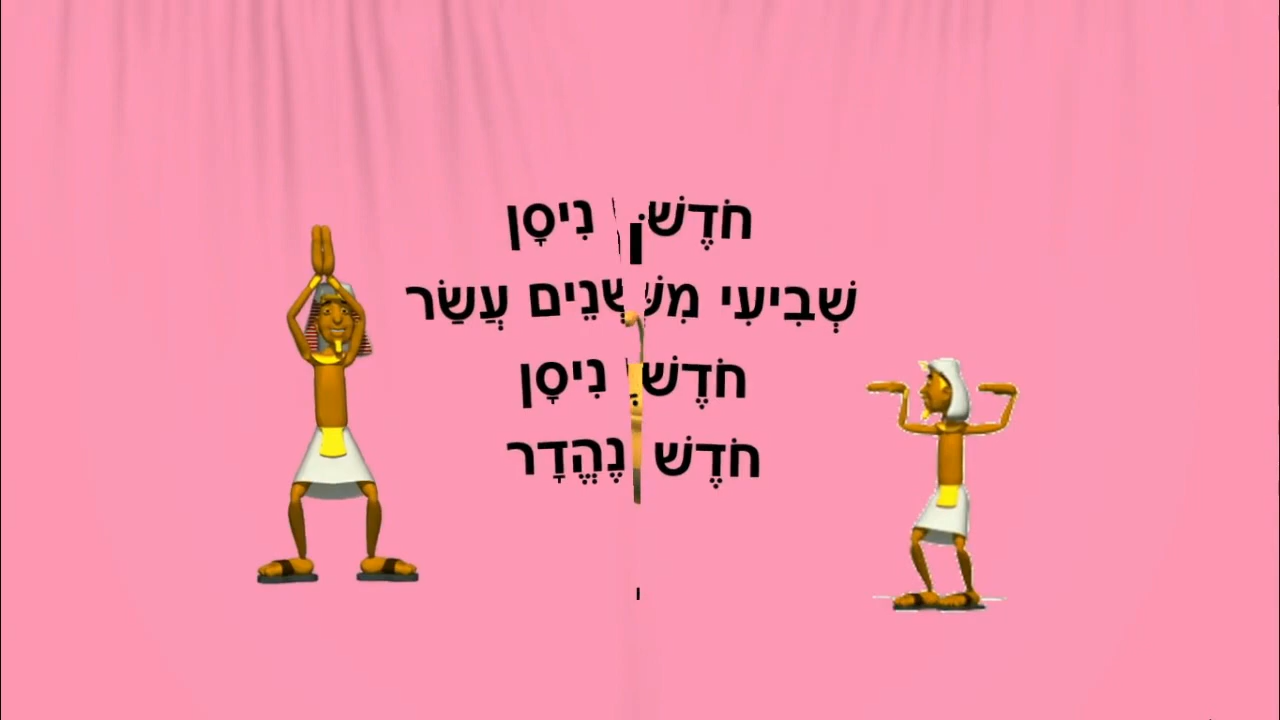 חֹדֶשׁ נִיסָן
שְׁבִיעִי מִשְּׁנֵים עֲשַׂר
חֹדֶשׁ נִיסָן
חֹדֶשׁ נֶהֱדָר